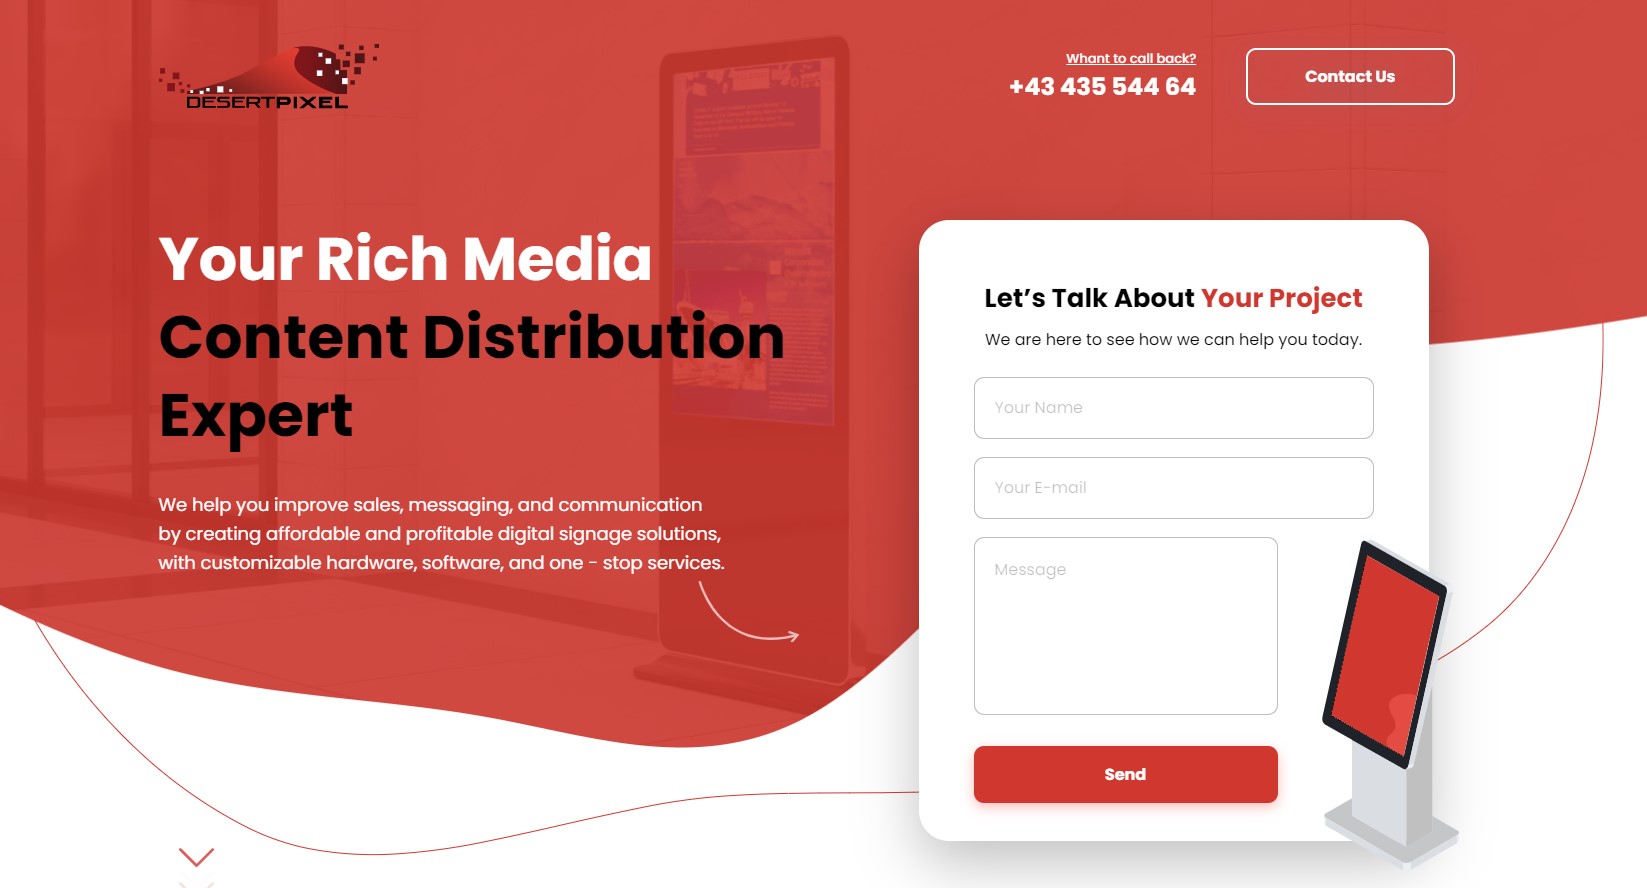 DESERTPIXEL
Whant to call back?
+43 435 544 64
Contact Us
Your Rich Media
Content Distribution
Expert
We help you improve sales, messaging, and communication
by creating affordable and profitable digital signage solutions,
with customizable hardware, software, and one - stop services.
Let’s Talk About Your Project
We are here to see how we can help you today.
Your Name
Your E-mail
Message
Send